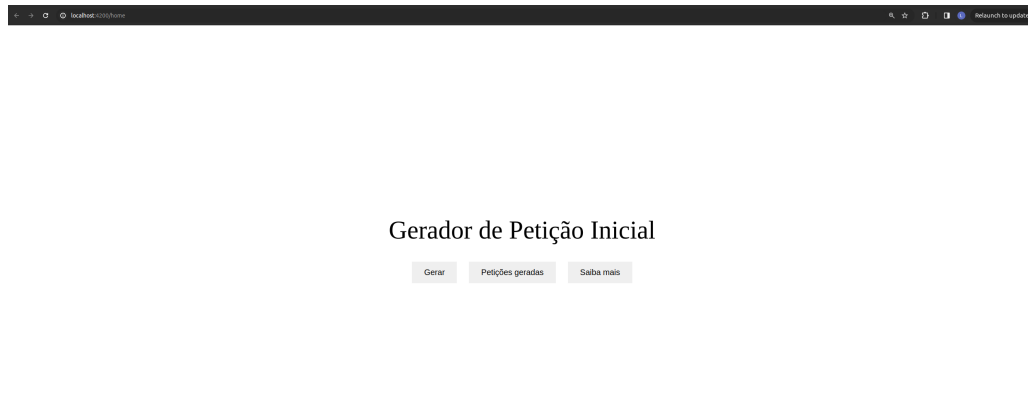 localhost:4200/home
Relaunch to update
Gerador de Petição Inicial
Gerar
Petições geradas
Saiba mais